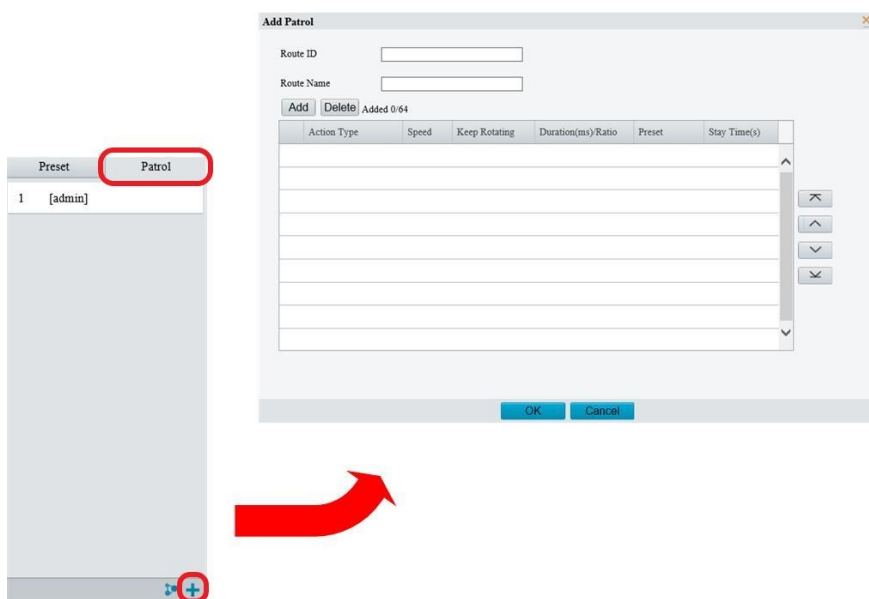 Add Patrol
Route ID
Route Name
Add Delete Added 0/64
Action Type Speed Keep Rotating Duration(ms)/Ratio Preset Stay Time(s)
OK Cancel
Preset Patrol
1 [admin]